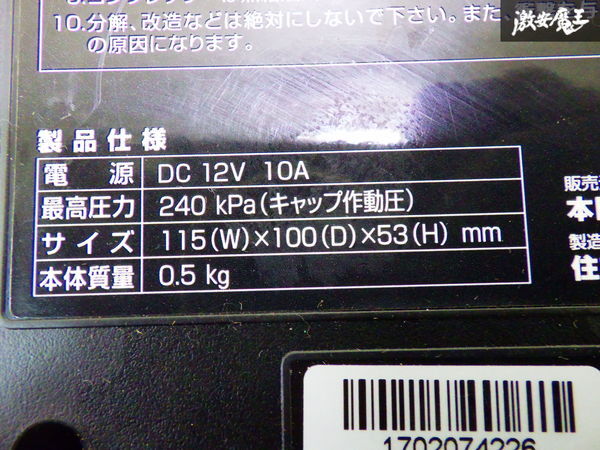 激安魔王
10.分解、改造などは絶対にしないで下さい。また、
の原因になります。
製品仕様
電源 DC 12V 10A
最高圧力 240 kPa(キャップ作動圧)
サイズ 115(W)×100(D)×53(H) mm
本体質量 0.5 kg
販売
本
製造
住
1702074226